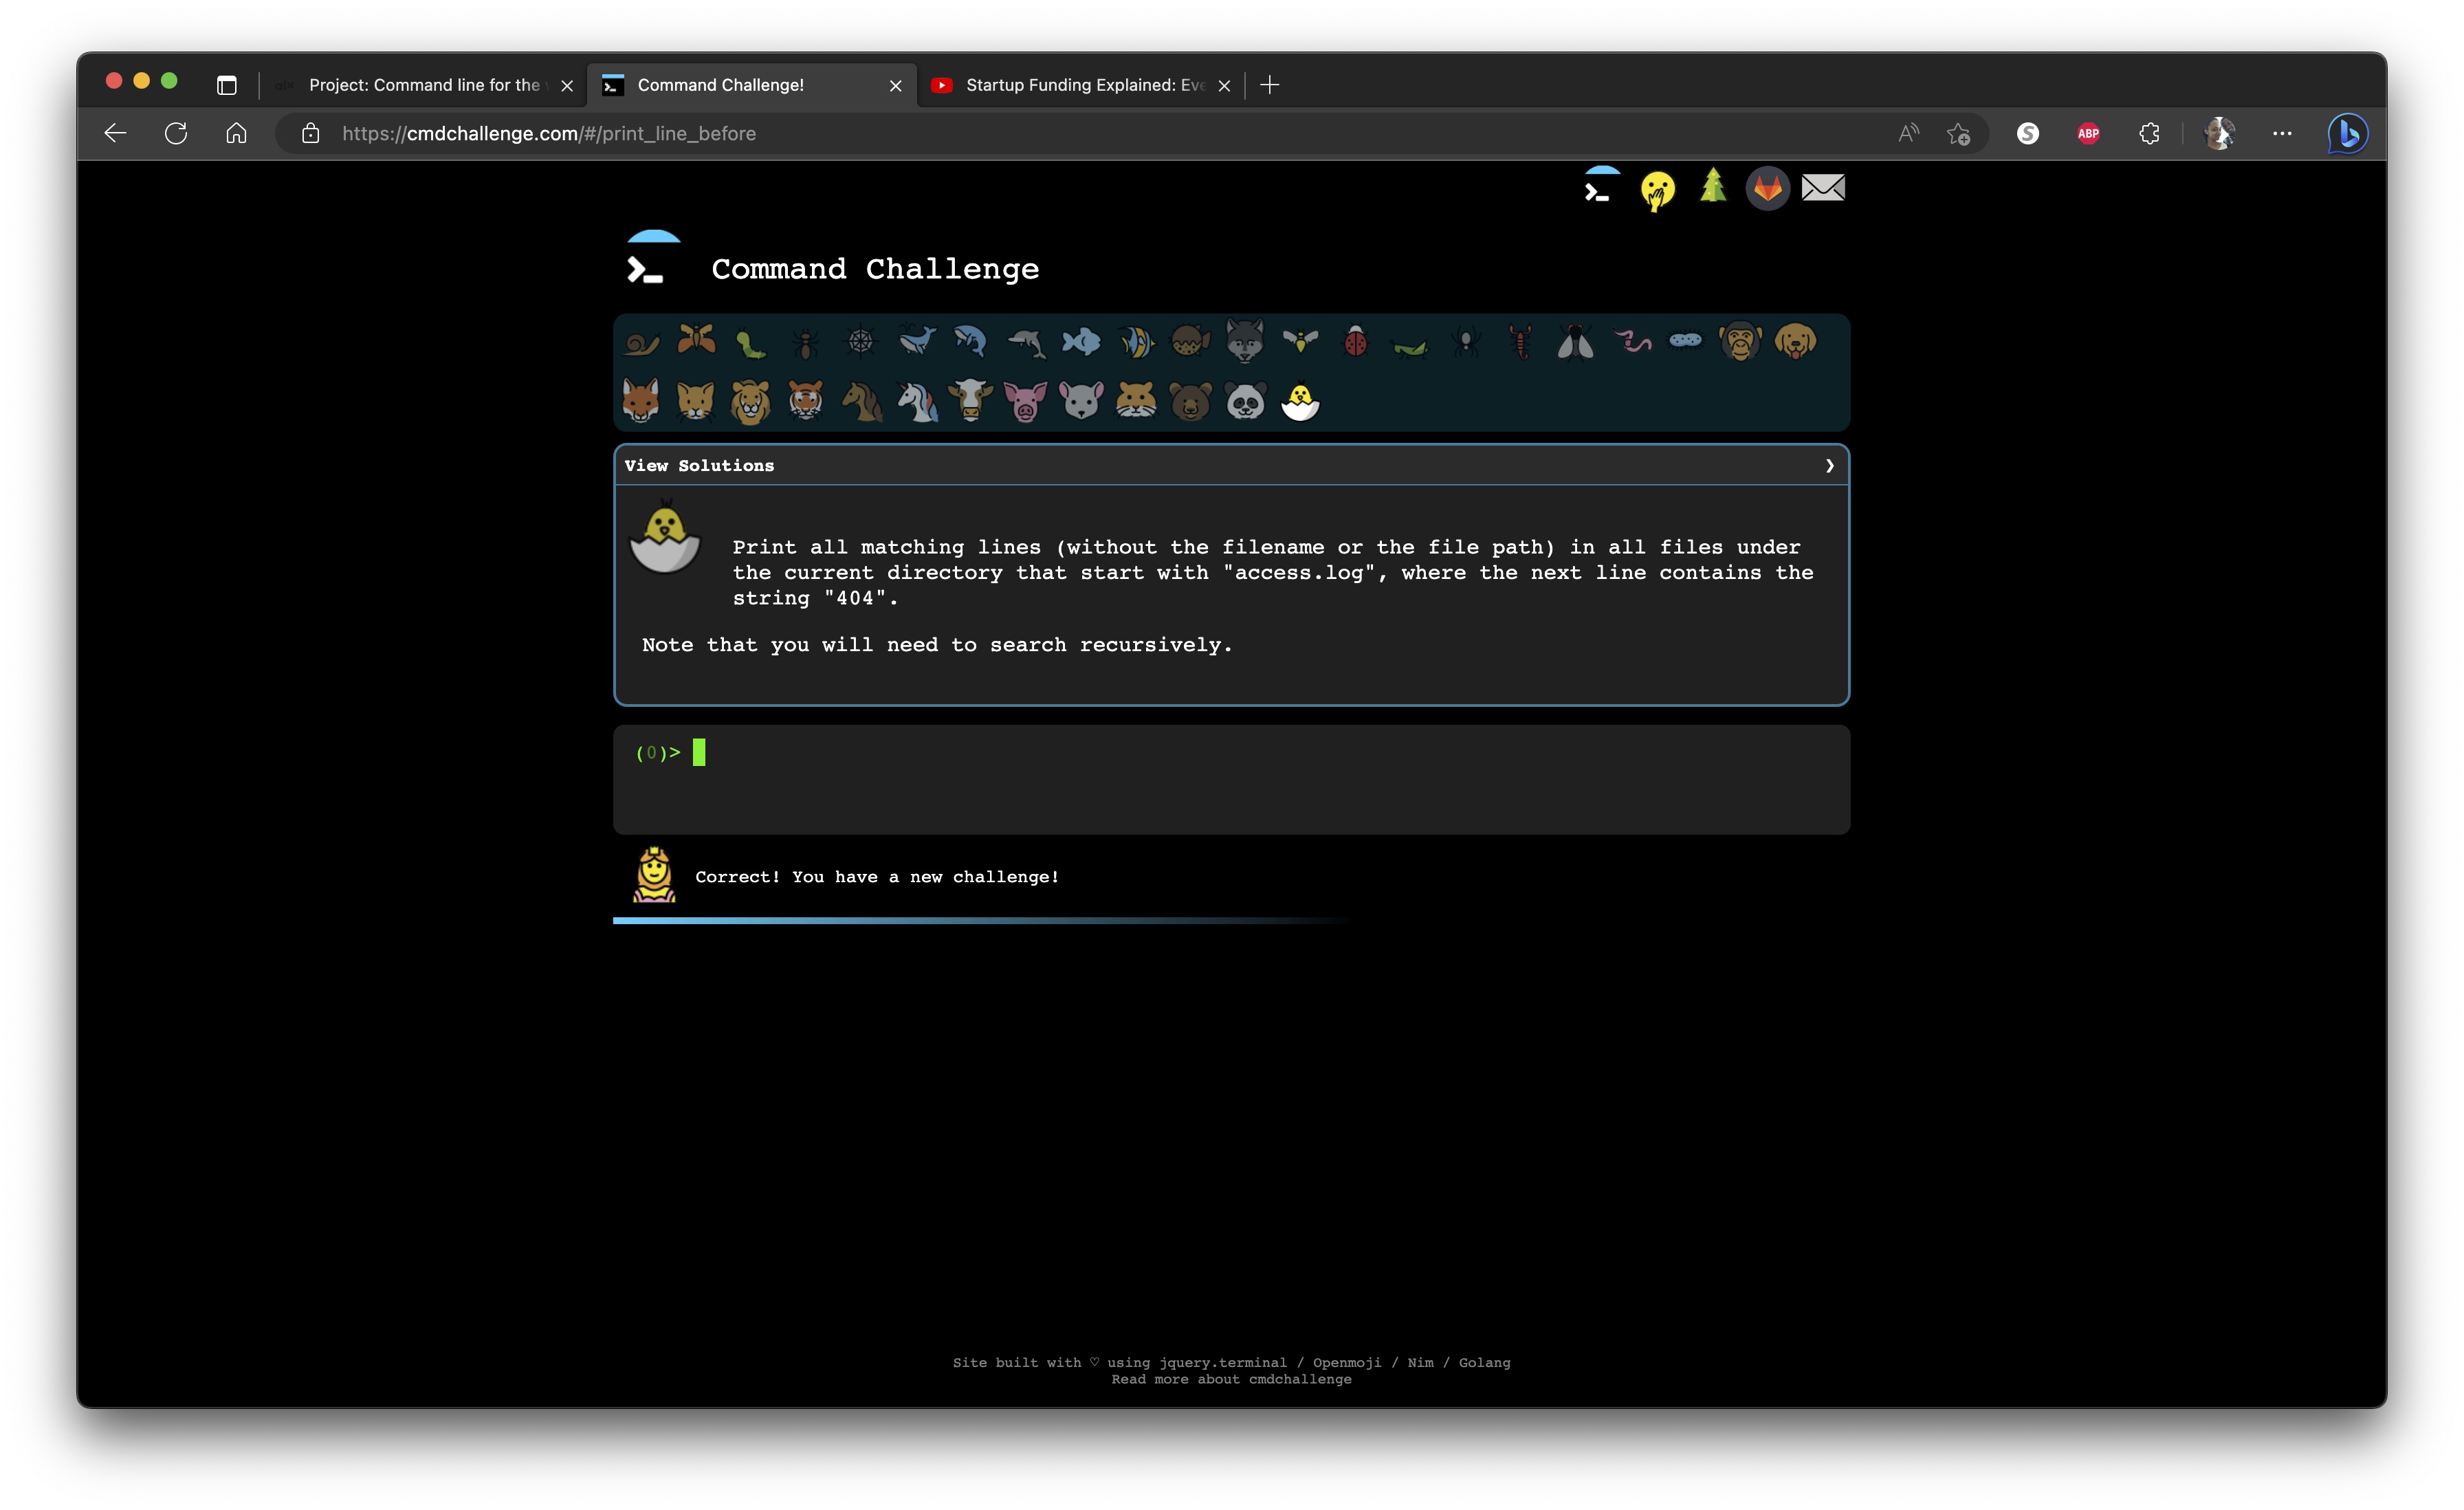 Project: Command line for the
Command Challenge!
Startup Funding Explained: Eve
https://cmdchallenge.com/#/print_line_before
ABP
Command Challenge
View Solutions
Print all matching lines (without the filename or the file path) in all files under
the current directory that start with "access.log", where the next line contains the
string "404".
Note that you will need to search recursively.
(0)>
Correct! You have a new challenge!
Site built with ♡ using jquery.terminal / Openmoji / Nim / Golang
Read more about cmdchallenge